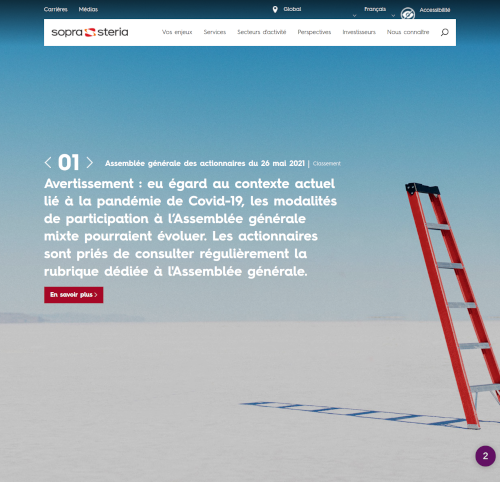 Carrières Médias Global Français Accessibilité
sopra steria Vos enjeux Services Secteurs d'activité Perspectives Investisseurs Nous connaître
01 Assemblée générale des actionnaires du 26 mai 2021 | Classement
Avertissement : eu égard au contexte actuel
lié à la pandémie de Covid-19, les modalités
de participation à l'Assemblée générale
mixte pourraient évoluer. Les actionnaires
sont priés de consulter régulièrement la
rubrique dédiée à l'Assemblée générale.
En savoir plus
2